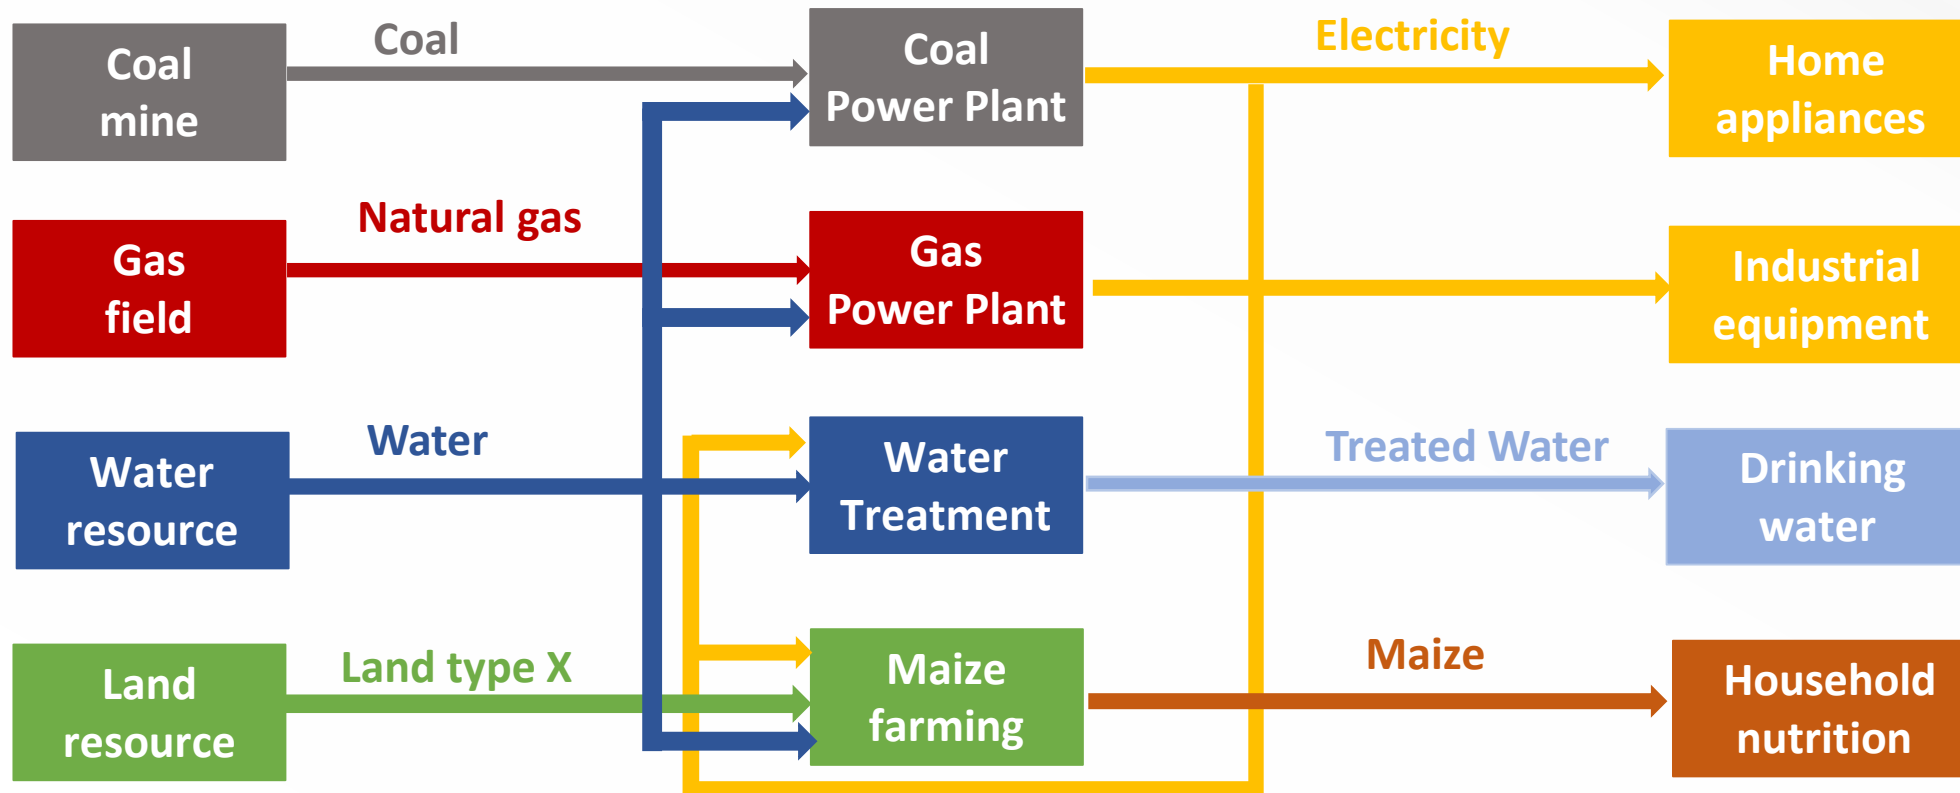 Coal
mine
Coal
Coal
Power Plant
Electricity
Home
appliances
Gas
field
Natural gas
Gas
Power Plant
Industrial
equipment
Water
resource
Water
Water
Treatment
Treated Water
Drinking
water
Land
resource
Land type X
Maize
farming
Maize
Household
nutrition